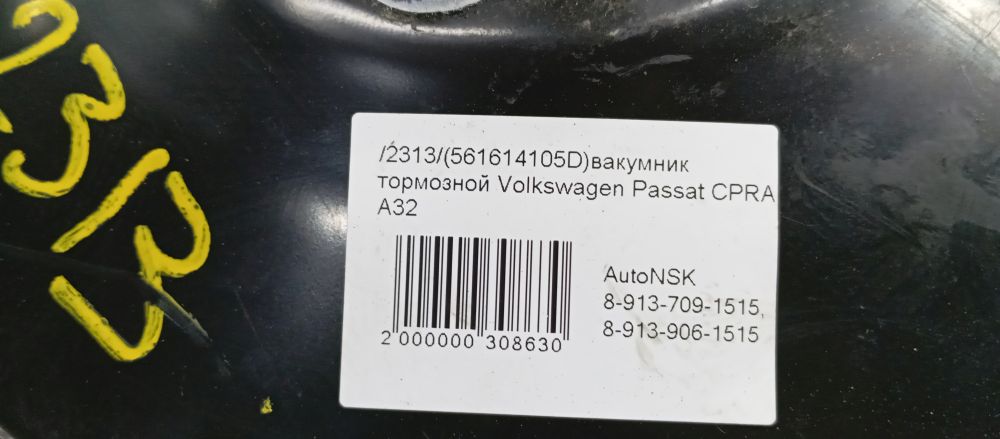 2313
/2313/(561614105D)вакумник
тормозной Volkswagen Passat CPRA
A32
AutoNSK
8-913-709-1515,
8-913-906-1515
2 000000 308630